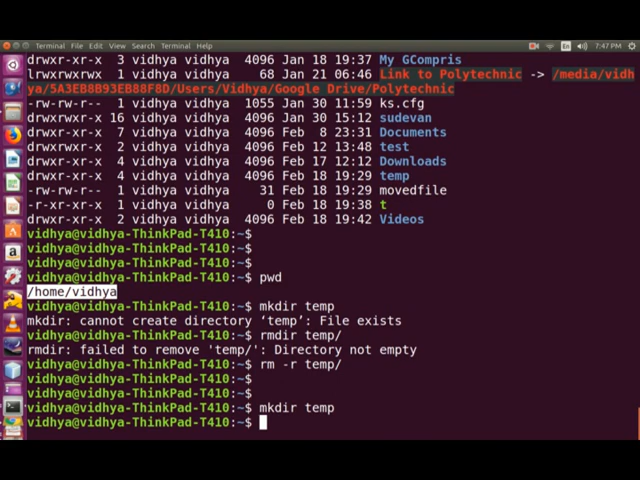 Terminal File Edit View Search Terminal Help En 7:47 PM
drwxr-xr-x 3 vidhya vidhya 4096 Jan 18 19:37 My GCompris
lrwxrwxrwx 1 vidhya vidhya 68 Jan 21 06:46 Link to Polytechnic -> /media/vidh
ya/5A3EB8B93EB88F8D/Users/Vidhya/Google Drive/Polytechnic
-rw-rw-r-- 1 vidhya vidhya 1055 Jan 30 11:59 ks.cfg
drwxrwxr-x 16 vidhya vidhya 4096 Jan 30 15:12 sudevan
drwxr-xr-x 7 vidhya vidhya 4096 Feb 8 23:31 Documents
drwxrwxr-x 2 vidhya vidhya 4096 Feb 12 13:48 test
drwxr-xr-x 4 vidhya vidhya 4096 Feb 17 12:12 Downloads
drwxrwxr-x 4 vidhya vidhya 4096 Feb 18 19:29 temp
-rw-rw-r-- 1 vidhya vidhya 31 Feb 18 19:29 movedfile
-r-xr-xr-x 1 vidhya vidhya 0 Feb 18 19:38 t
drwxr-xr-x 2 vidhya vidhya 4096 Feb 18 19:42 Videos
vidhya@vidhya-ThinkPad-T410:~$
vidhya@vidhya-ThinkPad-T410:~$
vidhya@vidhya-ThinkPad-T410:~$
vidhya@vidhya-ThinkPad-T410:~$ pwd
/home/vidhya
vidhya@vidhya-ThinkPad-T410:~$ mkdir temp
mkdir: cannot create directory ‘temp’: File exists
vidhya@vidhya-ThinkPad-T410:~$ rmdir temp/
rmdir: failed to remove 'temp/': Directory not empty
vidhya@vidhya-ThinkPad-T410:~$ rm -r temp/
vidhya@vidhya-ThinkPad-T410:~$
vidhya@vidhya-ThinkPad-T410:~$
vidhya@vidhya-ThinkPad-T410:~$ mkdir temp
vidhya@vidhya-ThinkPad-T410:~$